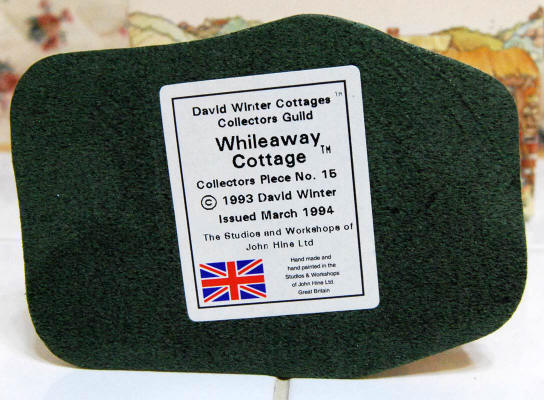 David Winter Cottages™
Collectors Guild
Whileaway
Cottage™
Collectors Piece No. 15
© 1993 David Winter
Issued March 1994
The Studios and Workshops of
John Hine Ltd
Hand made and
hand painted in the
Studios & Workshops
of John Hine Ltd.
Great Britain